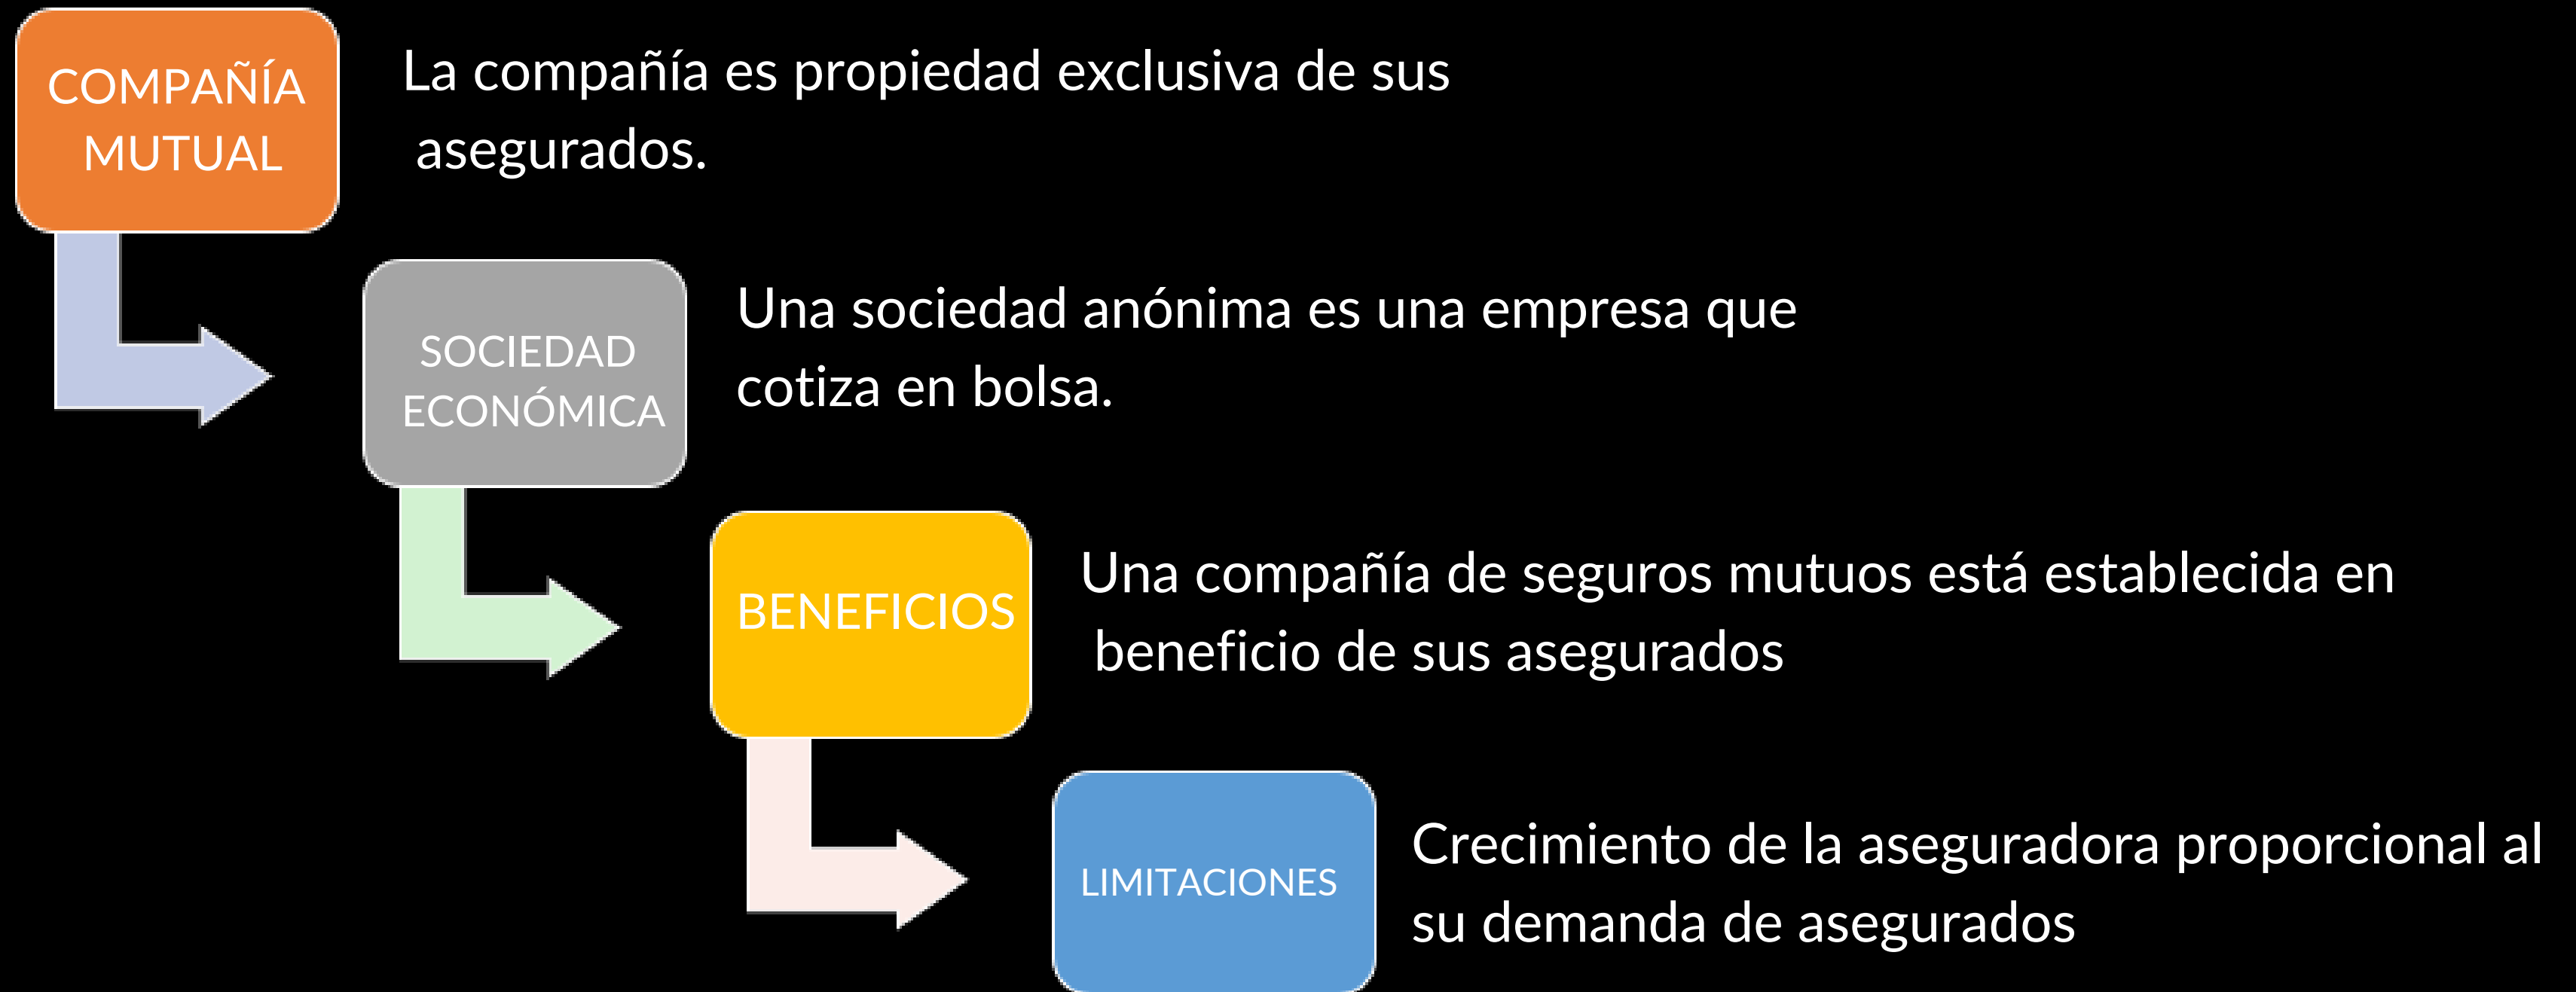 COMPAÑÍA
MUTUAL
La compañía es propiedad exclusiva de sus
asegurados.
SOCIEDAD
ECONÓMICA
Una sociedad anónima es una empresa que
cotiza en bolsa.
BENEFICIOS
Una compañía de seguros mutuos está establecida en
beneficio de sus asegurados
LIMITACIONES
Crecimiento de la aseguradora proporcional al
su demanda de asegurados